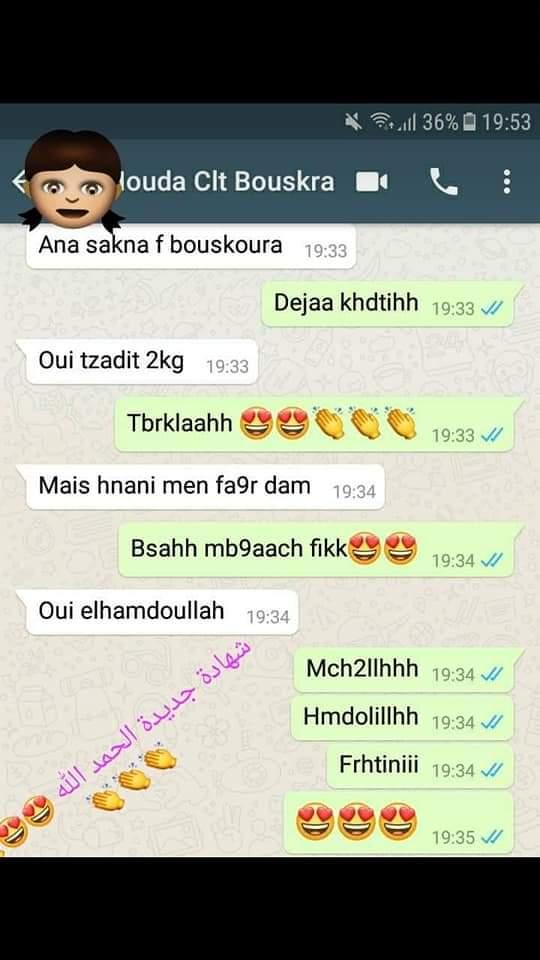 36% 19:53
louda Clt Bouskra
Ana sakna f bouskoura 19:33
Dejaa khdtihh 19:33
Oui tzadit 2kg 19:33
Tbrklaahh 😍😍👏👏👏 19:33
Mais hnani men fa9r dam 19:34
Bsahh mb9aach fikk😍😍 19:34
Oui elhamdoullah 19:34
Mch2llhhh 19:34
Hmdolillhh 19:34
Frhtiniii 19:34
😍😍😍 19:35
شهادة جديدة الحمد الله
👏👏👏
😍😍